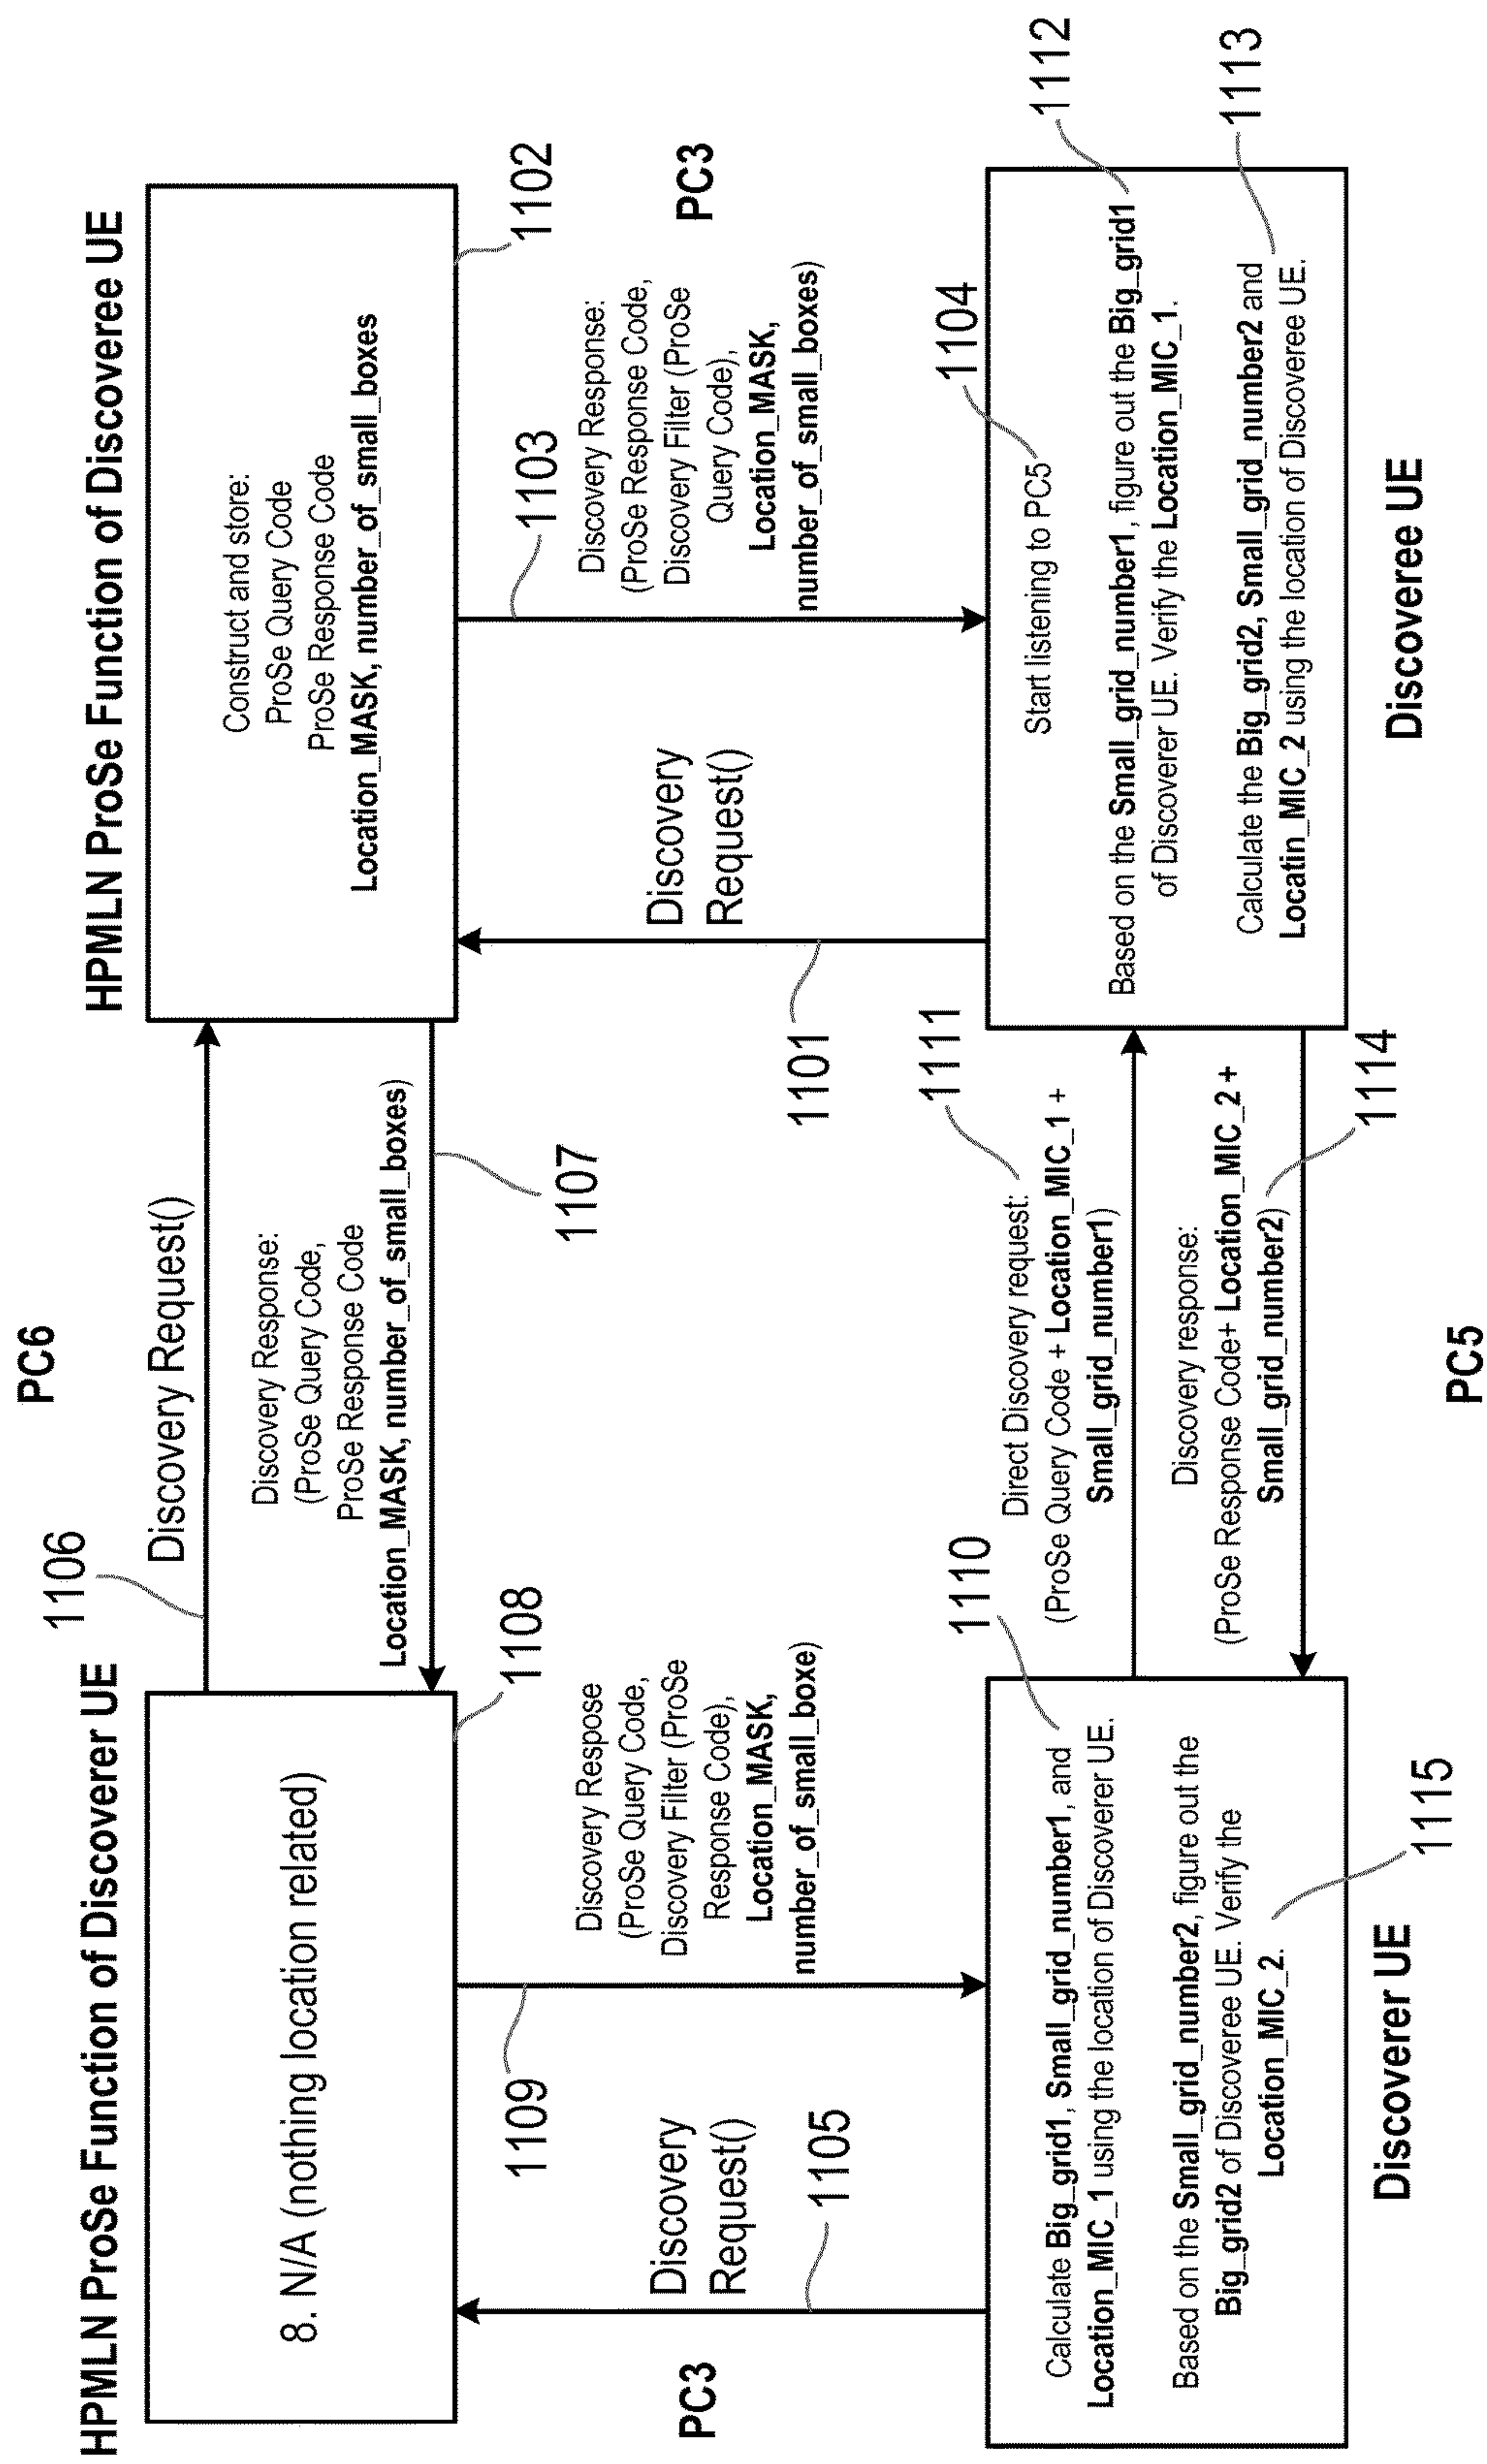 PC6
HPMLN ProSe Function of Discoverer UE
HPMLN ProSe Function of Discoveree UE
1106
Discovery Request()
Discovery Response:
(ProSe Query Code,
ProSe Response Code
Location_MASK, number_of_small_boxes)
1107
8. N/A (nothing location related)
1108
Construct and store:
ProSe Query Code
ProSe Response Code
Location_MASK, number_of_small_boxes
1102
PC3
Discovery
Request()
1105
1109
Discovery Respose
(ProSe Query Code,
Discovery Filter (ProSe
Response Code),
Location_MASK,
number_of_small_boxe)
Discovery
Request()
1101
1103
Discovery Response:
(ProSe Response Code,
Discovery Filter (ProSe
Query Code),
Location_MASK,
number_of_small_boxes)
PC3
1110
Calculate Big_grid1, Small_grid_number1, and
Location_MIC_1 using the location of Discoverer UE.
Based on the Small_grid_number2, figure out the
Big_grid2 of Discoveree UE. Verify the
Location_MIC_2.
1115
Discoverer UE
1111
Direct Discovery request:
(ProSe Query Code + Location_MIC_1 +
Small_grid_number1)
Discovery response:
(ProSe Response Code+ Location_MIC_2 +
Small_grid_number2)
1114
PC5
1104
Start listening to PC5
1112
Based on the Small_grid_number1, figure out the Big_grid1
of Discoverer UE. Verify the Location_MIC_1.
1113
Calculate the Big_grid2, Small_grid_number2 and
Locatin_MIC_2 using the location of Discoveree UE.
Discoveree UE